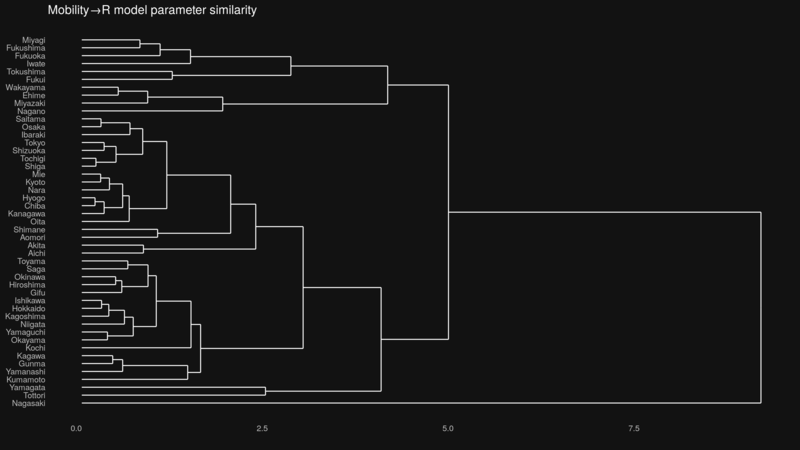 Mobility→R model parameter similarity
Miyagi
Fukushima
Fukuoka
Iwate
Tokushima
Fukui
Wakayama
Ehime
Miyazaki
Nagano
Saitama
Osaka
Ibaraki
Tokyo
Shizuoka
Tochigi
Shiga
Mie
Kyoto
Nara
Hyogo
Chiba
Kanagawa
Oita
Shimane
Aomori
Akita
Aichi
Toyama
Saga
Okinawa
Hiroshima
Gifu
Ishikawa
Hokkaido
Kagoshima
Niigata
Yamaguchi
Okayama
Kochi
Kagawa
Gunma
Yamanashi
Kumamoto
Yamagata
Tottori
Nagasaki
0.0 2.5 5.0 7.5